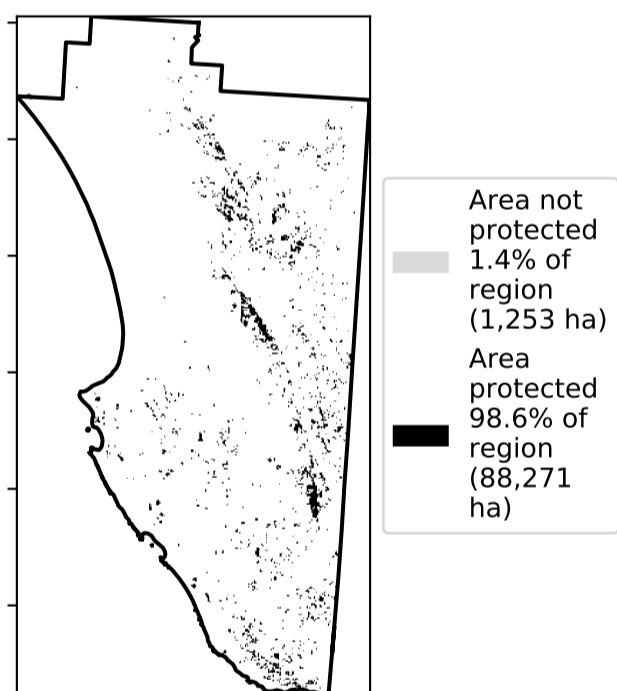 Area not
protected
1.4% of
region
(1,253 ha)
Area
protected
98.6% of
region
(88,271
ha)